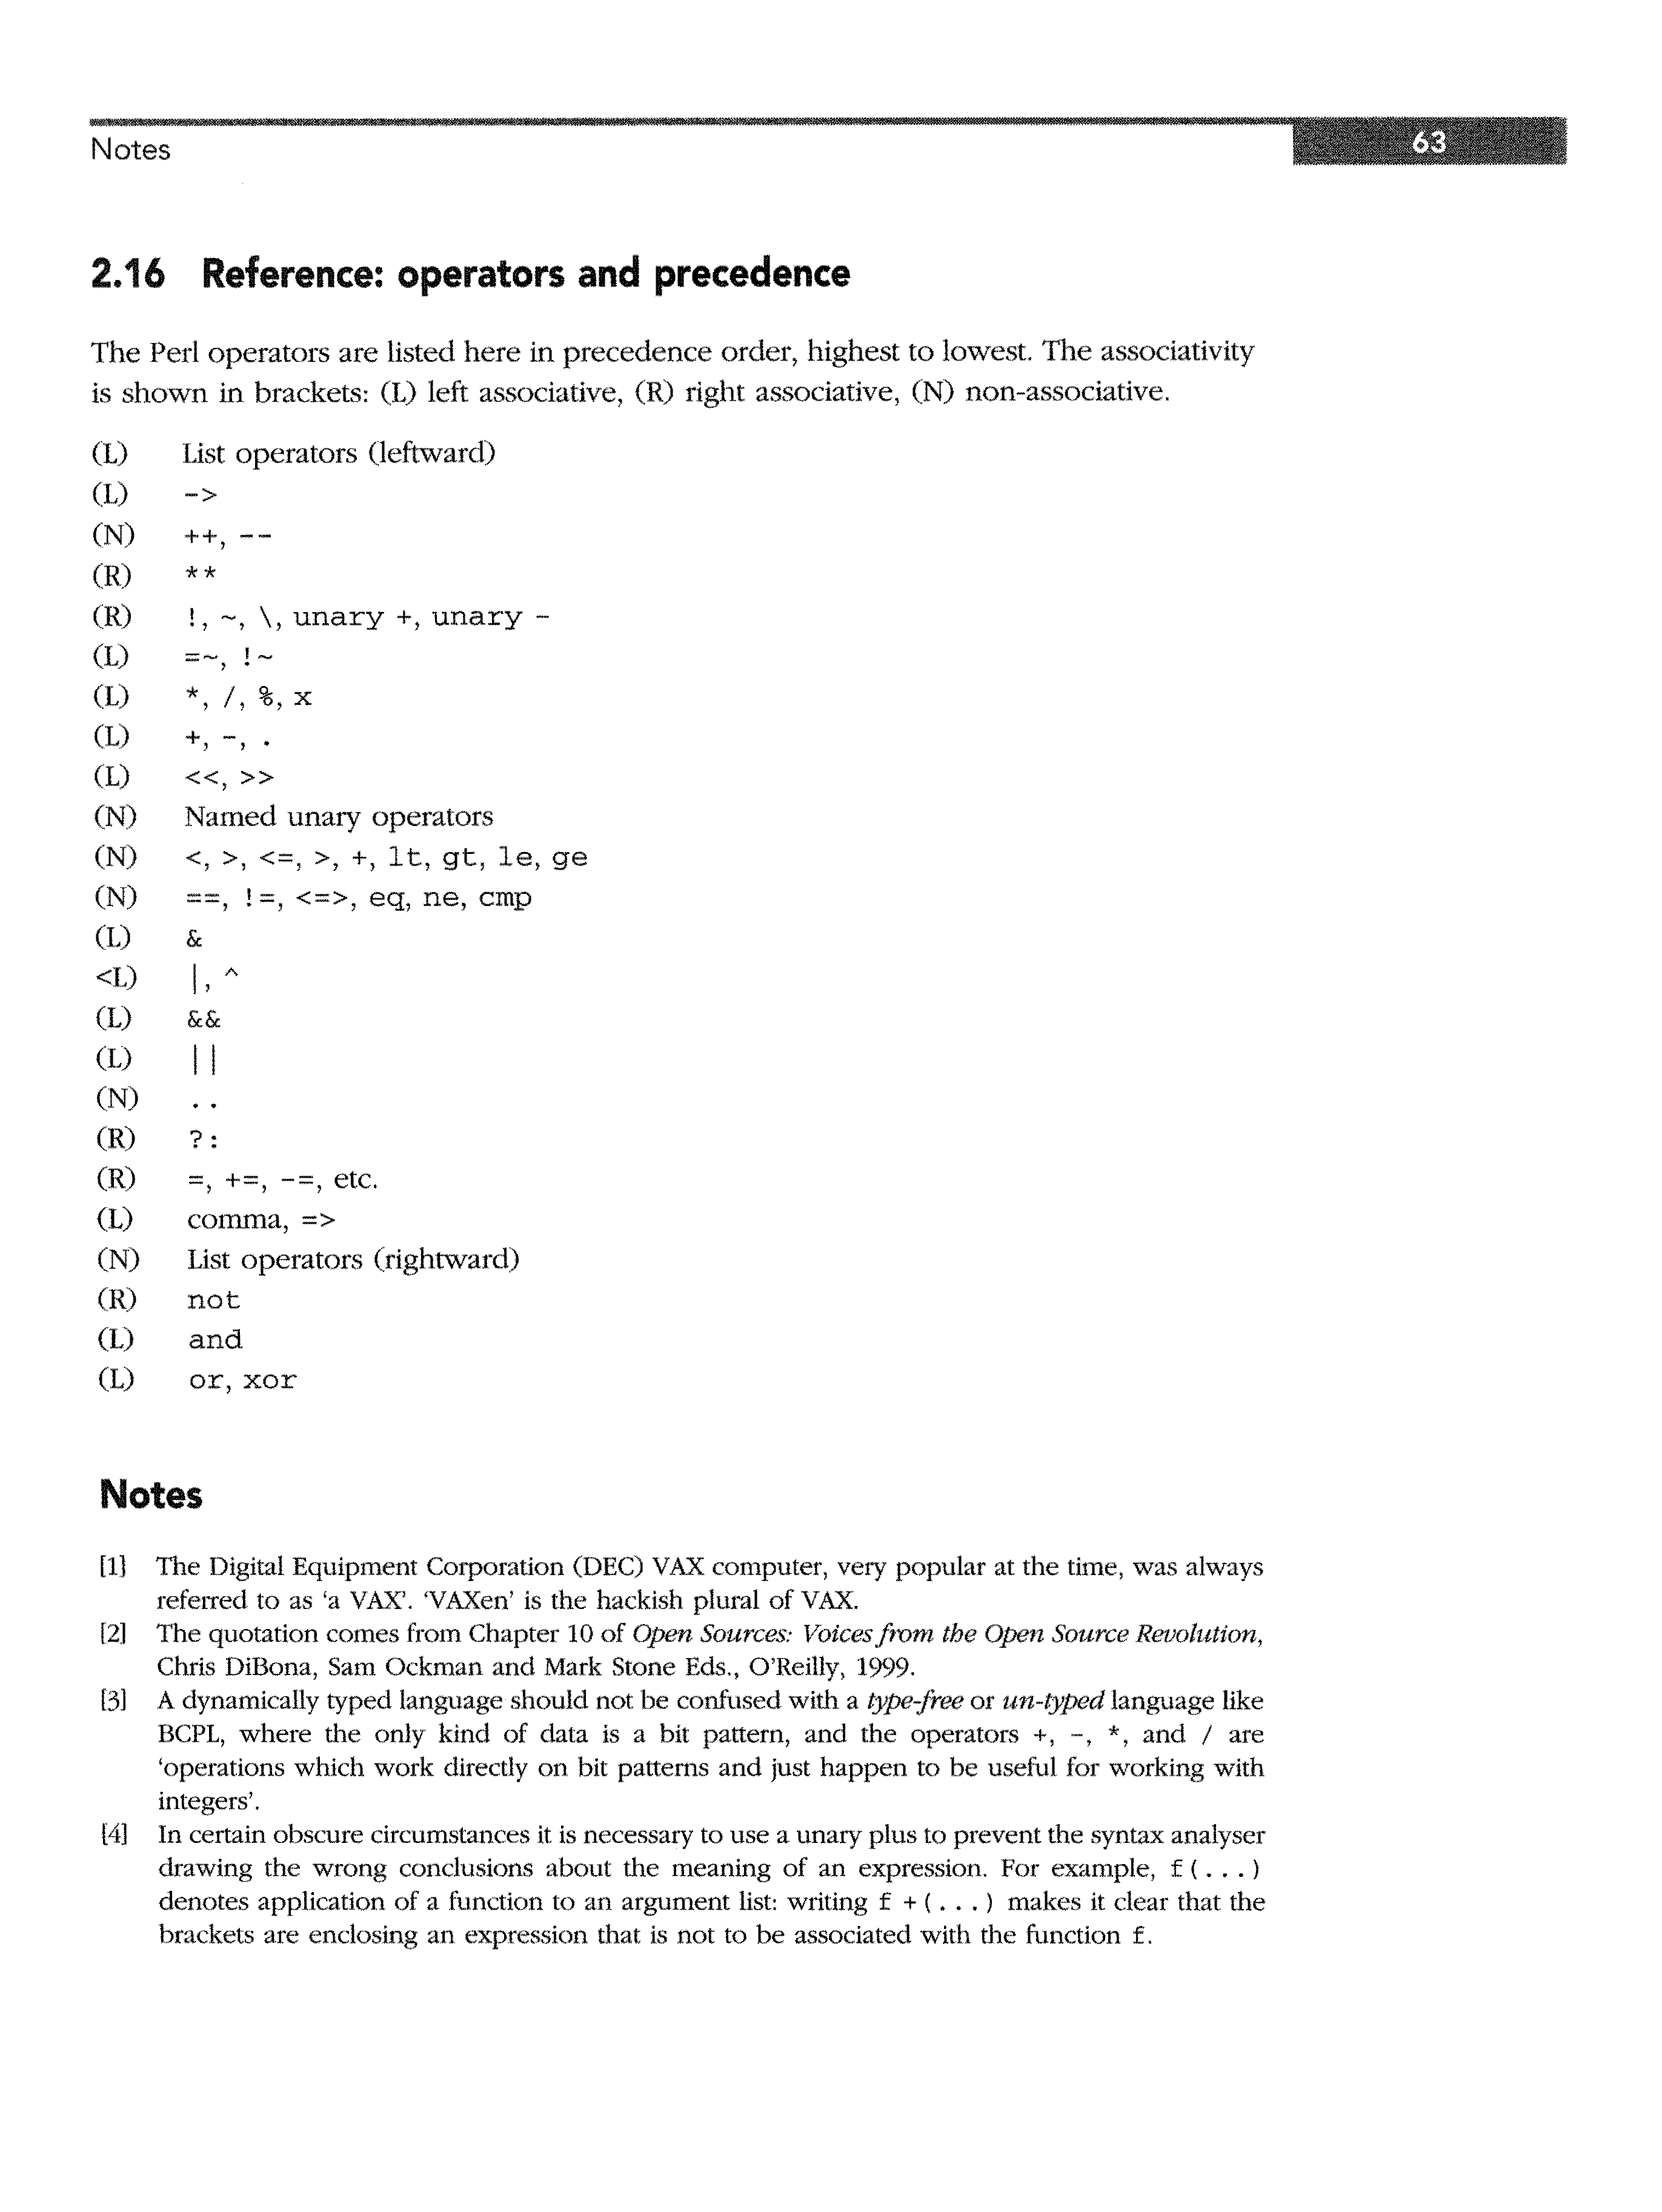 Notes
63
2.16 Reference: operators and precedence
The Perl operators are listed here in precedence order, highest to lowest. The associativity
is shown in brackets: (L) left associative, (R) right associative, (N) non-associative.
(L) List operators (leftward)
(L) ->
(N) ++, --
(R) **
(R) !, ~, \, unary +, unary -
(L) =~, !~
(L) *, /, %, x
(L) +, -, .
(L) <<, >>
(N) Named unary operators
(N) <, >, <=, >, +, lt, gt, le, ge
(N) ==, !=, <=>, eq, ne, cmp
(L) &
<L) |, ^
(L) &&
(L) ||
(N) ..
(R) ?:
(R) =, +=, -=, etc.
(L) comma, =>
(N) List operators (rightward)
(R) not
(L) and
(L) or, xor
Notes
[1] The Digital Equipment Corporation (DEC) VAX computer, very popular at the time, was always
referred to as ‘a VAX’. ‘VAXen’ is the hackish plural of VAX.
[2] The quotation comes from Chapter 10 of Open Sources: Voices from the Open Source Revolution,
Chris DiBona, Sam Ockman and Mark Stone Eds., O’Reilly, 1999.
[3] A dynamically typed language should not be confused with a type-free or un-typed language like
BCPL, where the only kind of data is a bit pattern, and the operators +, -, *, and / are
‘operations which work directly on bit patterns and just happen to be useful for working with
integers’.
[4] In certain obscure circumstances it is necessary to use a unary plus to prevent the syntax analyser
drawing the wrong conclusions about the meaning of an expression. For example, f(...)
denotes application of a function to an argument list: writing f +(...) makes it clear that the
brackets are enclosing an expression that is not to be associated with the function f.